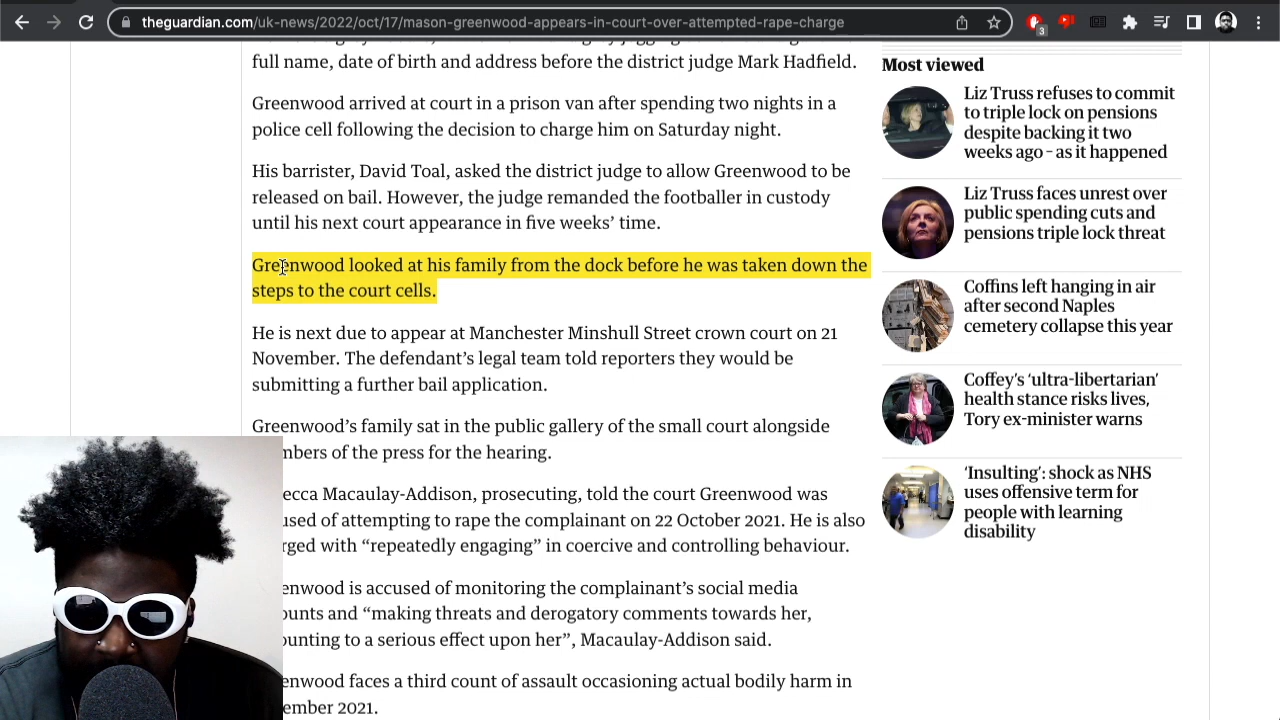 theguardian.com/uk-news/2022/oct/17/mason-greenwood-appears-in-court-over-attempted-rape-charge
3
full name, date of birth and address before the district judge Mark Hadfield.
Greenwood arrived at court in a prison van after spending two nights in a
police cell following the decision to charge him on Saturday night.
His barrister, David Toal, asked the district judge to allow Greenwood to be
released on bail. However, the judge remanded the footballer in custody
until his next court appearance in five weeks’ time.
Greenwood looked at his family from the dock before he was taken down the
steps to the court cells.
He is next due to appear at Manchester Minshull Street crown court on 21
November. The defendant’s legal team told reporters they would be
submitting a further bail application.
Greenwood’s family sat in the public gallery of the small court alongside
mbers of the press for the hearing.
ecca Macaulay-Addison, prosecuting, told the court Greenwood was
used of attempting to rape the complainant on 22 October 2021. He is also
rged with “repeatedly engaging” in coercive and controlling behaviour.
enwood is accused of monitoring the complainant’s social media
ounts and “making threats and derogatory comments towards her,
ounting to a serious effect upon her”, Macaulay-Addison said.
enwood faces a third count of assault occasioning actual bodily harm in
ember 2021.
Most viewed
Liz Truss refuses to commit
to triple lock on pensions
despite backing it two
weeks ago – as it happened
Liz Truss faces unrest over
public spending cuts and
pensions triple lock threat
Coffins left hanging in air
after second Naples
cemetery collapse this year
Coffey’s ‘ultra-libertarian’
health stance risks lives,
Tory ex-minister warns
‘Insulting’: shock as NHS
uses offensive term for
people with learning
disability